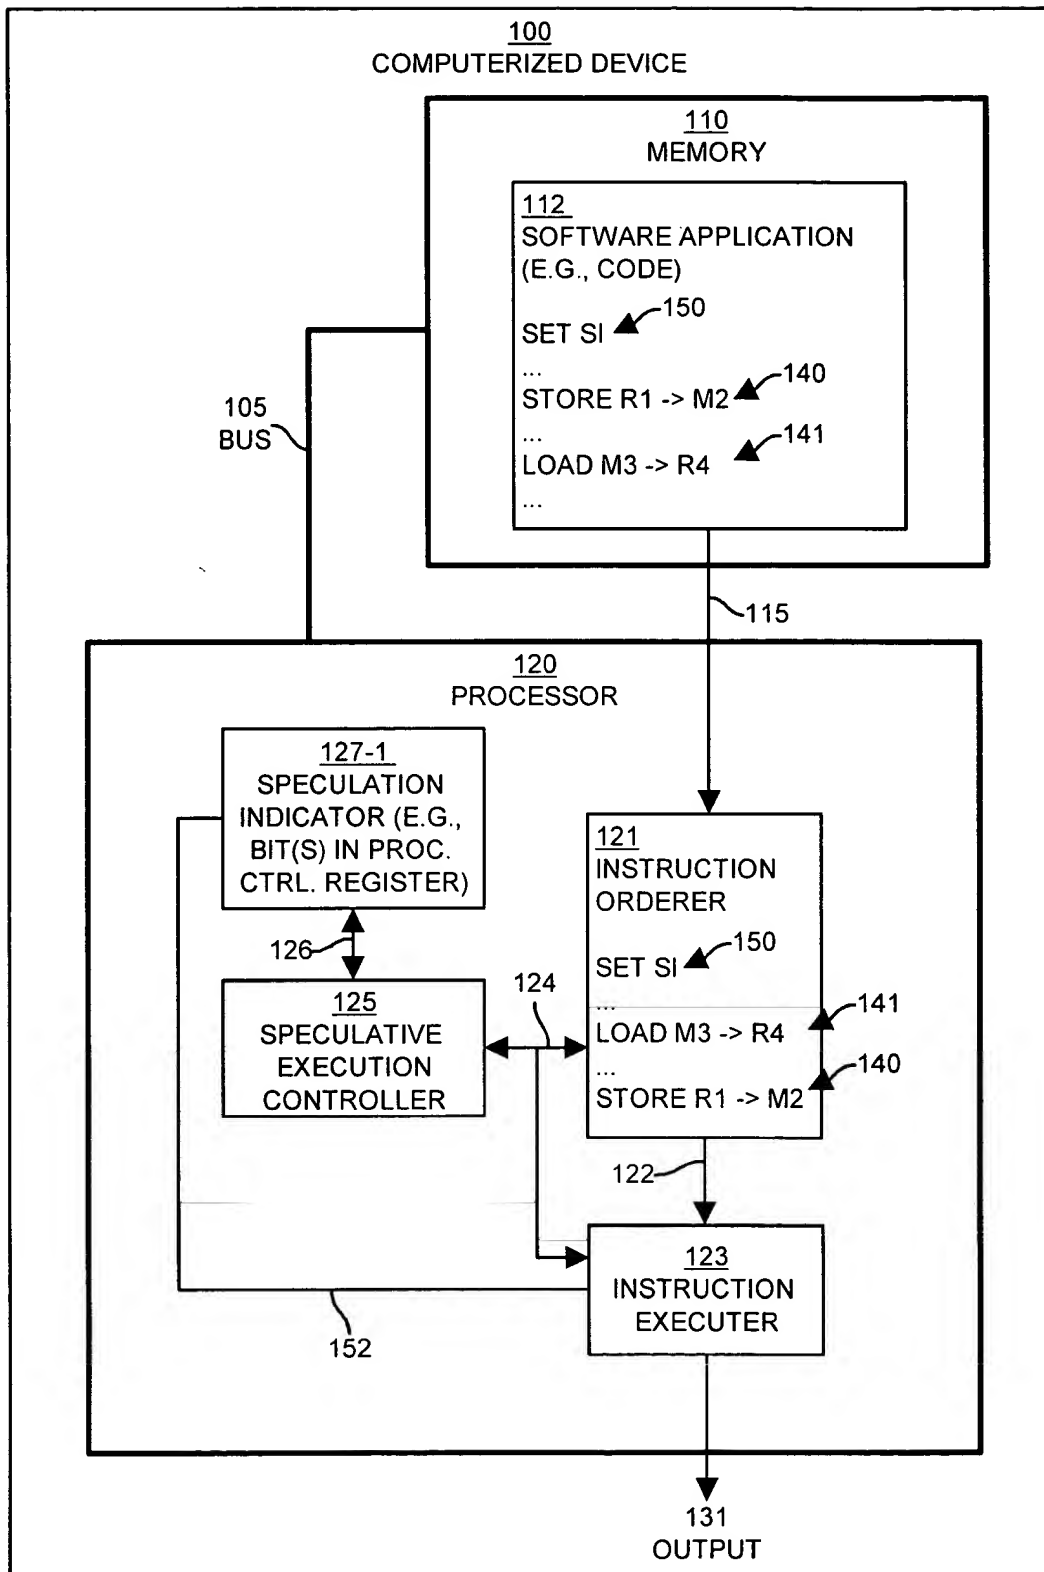 100
COMPUTERIZED DEVICE
110
MEMORY
112
SOFTWARE APPLICATION
(E.G., CODE)
SET SI
150
...
STORE R1 -> M2
140
...
LOAD M3 -> R4
141
...
105
BUS
115
120
PROCESSOR
127-1
SPECULATION
INDICATOR (E.G.,
BIT(S) IN PROC.
CTRL. REGISTER)
126
125
SPECULATIVE
EXECUTION
CONTROLLER
124
121
INSTRUCTION
ORDERER
SET SI
150
...
LOAD M3 -> R4
141
...
STORE R1 -> M2
140
122
123
INSTRUCTION
EXECUTER
152
131
OUTPUT